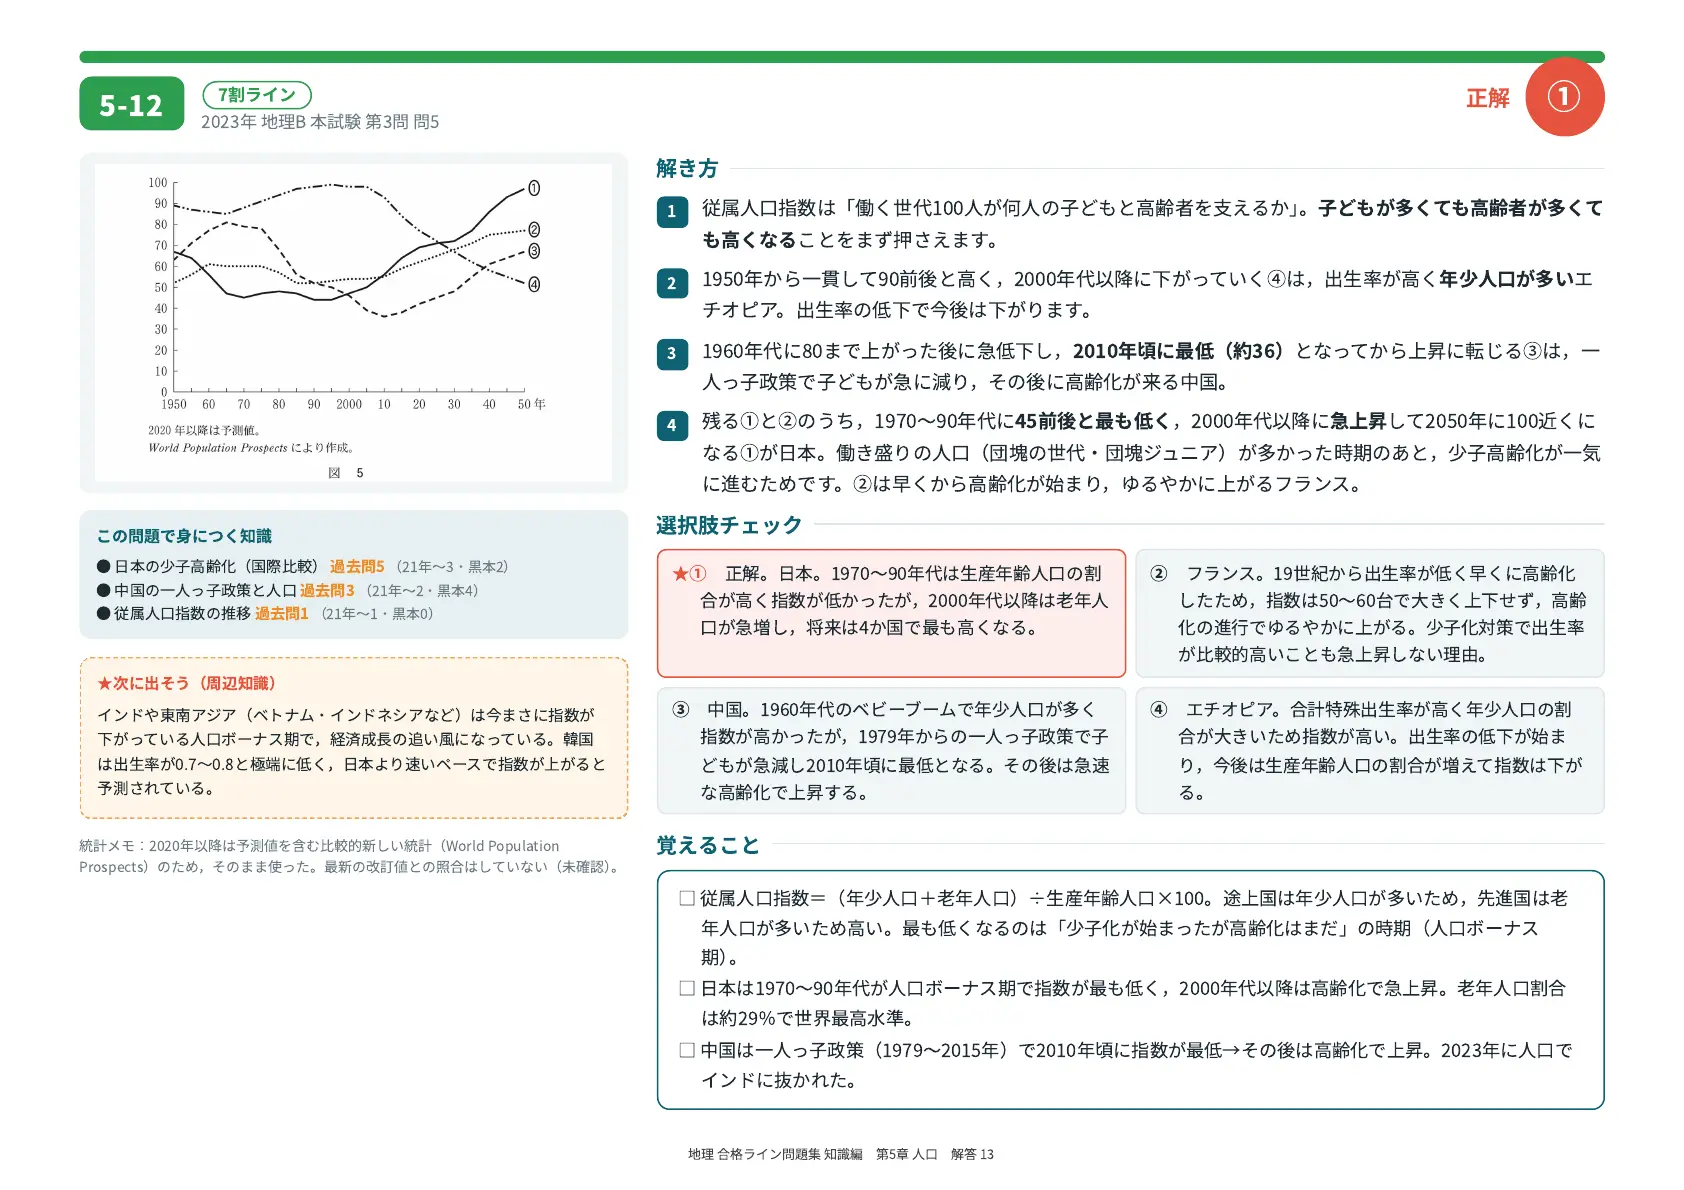 5-12
7割ライン
2023年 地理B 本試験 第3問 問5
正解 ①
100
90
80
70
60
50
40
30
20
10
0
1950 60 70 80 90 2000 10 20 30 40 50 年
①
②
③
④
2020 年以降は予測値。
World Population Prospects により作成。
図 5
この問題で身につく知識
● 日本の少子高齢化（国際比較） 過去問5 （21年〜3・黒本2）
● 中国の一人っ子政策と人口 過去問3 （21年〜2・黒本4）
● 従属人口指数の推移 過去問1 （21年〜1・黒本0）
★次に出そう（周辺知識）
インドや東南アジア（ベトナム・インドネシアなど）は今まさに指数が
下がっている人口ボーナス期で，経済成長の追い風になっている。韓国
は出生率が0.7〜0.8と極端に低く，日本より速いペースで指数が上がると
予測されている。
統計メモ：2020年以降は予測値を含む比較的新しい統計（World Population
Prospects）のため，そのまま使った。最新の改訂値との照合はしていない（未確認）。
解き方
1 従属人口指数は「働く世代100人が何人の子どもと高齢者を支えるか」。子どもが多くても高齢者が多くて
も高くなることをまず押さえます。
2 1950年から一貫して90前後と高く，2000年代以降に下がっていく④は，出生率が高く年少人口が多いエ
チオピア。出生率の低下で今後は下がります。
3 1960年代に80まで上がった後に急低下し，2010年頃に最低（約36）となってから上昇に転じる③は，一
人っ子政策で子どもが急に減り，その後に高齢化が来る中国。
4 残る①と②のうち，1970〜90年代に45前後と最も低く，2000年代以降に急上昇して2050年に100近くに
なる①が日本。働き盛りの人口（団塊の世代・団塊ジュニア）が多かった時期のあと，少子高齢化が一気
に進むためです。②は早くから高齢化が始まり，ゆるやかに上がるフランス。
選択肢チェック
★① 正解。日本。1970〜90年代は生産年齢人口の割
合が高く指数が低かったが，2000年代以降は老年人
口が急増し，将来は4か国で最も高くなる。
② フランス。19世紀から出生率が低く早くに高齢化
したため，指数は50〜60台で大きく上下せず，高齢
化の進行でゆるやかに上がる。少子化対策で出生率
が比較的高いことも急上昇しない理由。
③ 中国。1960年代のベビーブームで年少人口が多く
指数が高かったが，1979年からの一人っ子政策で子
どもが急減し2010年頃に最低となる。その後は急速
な高齢化で上昇する。
④ エチオピア。合計特殊出生率が高く年少人口の割
合が大きいため指数が高い。出生率の低下が始ま
り，今後は生産年齢人口の割合が増えて指数は下が
る。
覚えること
□ 従属人口指数＝（年少人口＋老年人口）÷生産年齢人口×100。途上国は年少人口が多いため，先進国は老
年人口が多いため高い。最も低くなるのは「少子化が始まったが高齢化はまだ」の時期（人口ボーナス
期）。
□ 日本は1970〜90年代が人口ボーナス期で指数が最も低く，2000年代以降は高齢化で急上昇。老年人口割合
は約29％で世界最高水準。
□ 中国は一人っ子政策（1979〜2015年）で2010年頃に指数が最低→その後は高齢化で上昇。2023年に人口で
インドに抜かれた。
地理 合格ライン問題集 知識編 第5章 人口 解答 13